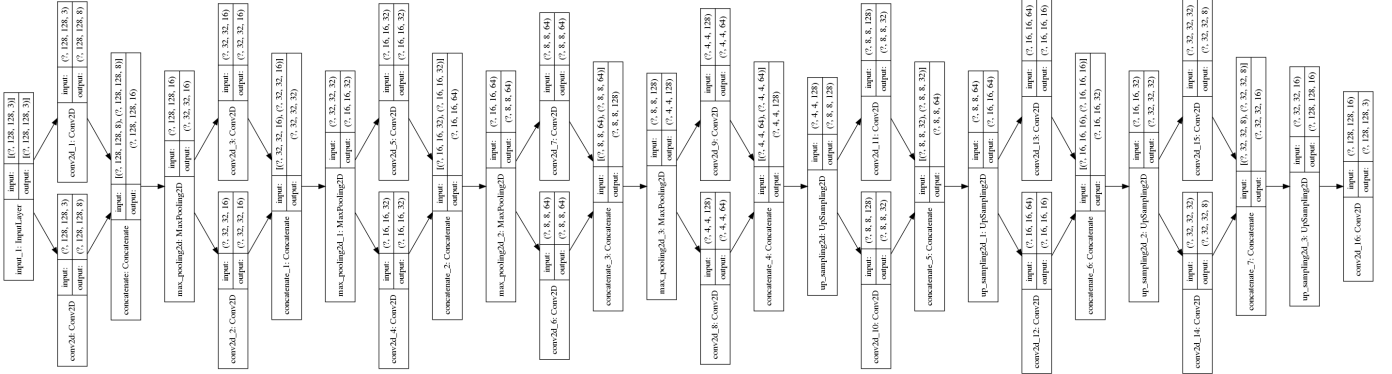 input_1: InputLayer
input: [(?, 128, 128, 3)]
output: [(?, 128, 128, 3)]
conv2d: Conv2D
input: (?, 128, 128, 3)
output: (?, 128, 128, 8)
conv2d_1: Conv2D
input: (?, 128, 128, 3)
output: (?, 128, 128, 8)
concatenate: Concatenate
input: [(?, 128, 128, 8), (?, 128, 128, 8)]
output: (?, 128, 128, 16)
max_pooling2d: MaxPooling2D
input: (?, 128, 128, 16)
output: (?, 32, 32, 16)
conv2d_2: Conv2D
input: (?, 32, 32, 16)
output: (?, 32, 32, 16)
conv2d_3: Conv2D
input: (?, 32, 32, 16)
output: (?, 32, 32, 16)
concatenate_1: Concatenate
input: [(?, 32, 32, 16), (?, 32, 32, 16)]
output: (?, 32, 32, 32)
max_pooling2d_1: MaxPooling2D
input: (?, 32, 32, 32)
output: (?, 16, 16, 32)
conv2d_4: Conv2D
input: (?, 16, 16, 32)
output: (?, 16, 16, 32)
conv2d_5: Conv2D
input: (?, 16, 16, 32)
output: (?, 16, 16, 32)
concatenate_2: Concatenate
input: [(?, 16, 16, 32), (?, 16, 16, 32)]
output: (?, 16, 16, 64)
max_pooling2d_2: MaxPooling2D
input: (?, 16, 16, 64)
output: (?, 8, 8, 64)
conv2d_6: Conv2D
input: (?, 8, 8, 64)
output: (?, 8, 8, 64)
conv2d_7: Conv2D
input: (?, 8, 8, 64)
output: (?, 8, 8, 64)
concatenate_3: Concatenate
input: [(?, 8, 8, 64), (?, 8, 8, 64)]
output: (?, 8, 8, 128)
max_pooling2d_3: MaxPooling2D
input: (?, 8, 8, 128)
output: (?, 4, 4, 128)
conv2d_8: Conv2D
input: (?, 4, 4, 128)
output: (?, 4, 4, 64)
conv2d_9: Conv2D
input: (?, 4, 4, 128)
output: (?, 4, 4, 64)
concatenate_4: Concatenate
input: [(?, 4, 4, 64), (?, 4, 4, 64)]
output: (?, 4, 4, 128)
up_sampling2d: UpSampling2D
input: (?, 4, 4, 128)
output: (?, 8, 8, 128)
conv2d_10: Conv2D
input: (?, 8, 8, 128)
output: (?, 8, 8, 32)
conv2d_11: Conv2D
input: (?, 8, 8, 128)
output: (?, 8, 8, 32)
concatenate_5: Concatenate
input: [(?, 8, 8, 32), (?, 8, 8, 32)]
output: (?, 8, 8, 64)
up_sampling2d_1: UpSampling2D
input: (?, 8, 8, 64)
output: (?, 16, 16, 64)
conv2d_12: Conv2D
input: (?, 16, 16, 64)
output: (?, 16, 16, 16)
conv2d_13: Conv2D
input: (?, 16, 16, 64)
output: (?, 16, 16, 16)
concatenate_6: Concatenate
input: [(?, 16, 16, 16), (?, 16, 16, 16)]
output: (?, 16, 16, 32)
up_sampling2d_2: UpSampling2D
input: (?, 16, 16, 32)
output: (?, 32, 32, 32)
conv2d_14: Conv2D
input: (?, 32, 32, 32)
output: (?, 32, 32, 8)
conv2d_15: Conv2D
input: (?, 32, 32, 32)
output: (?, 32, 32, 8)
concatenate_7: Concatenate
input: [(?, 32, 32, 8), (?, 32, 32, 8)]
output: (?, 32, 32, 16)
up_sampling2d_3: UpSampling2D
input: (?, 32, 32, 16)
output: (?, 128, 128, 16)
conv2d_16: Conv2D
input: (?, 128, 128, 16)
output: (?, 128, 128, 3)